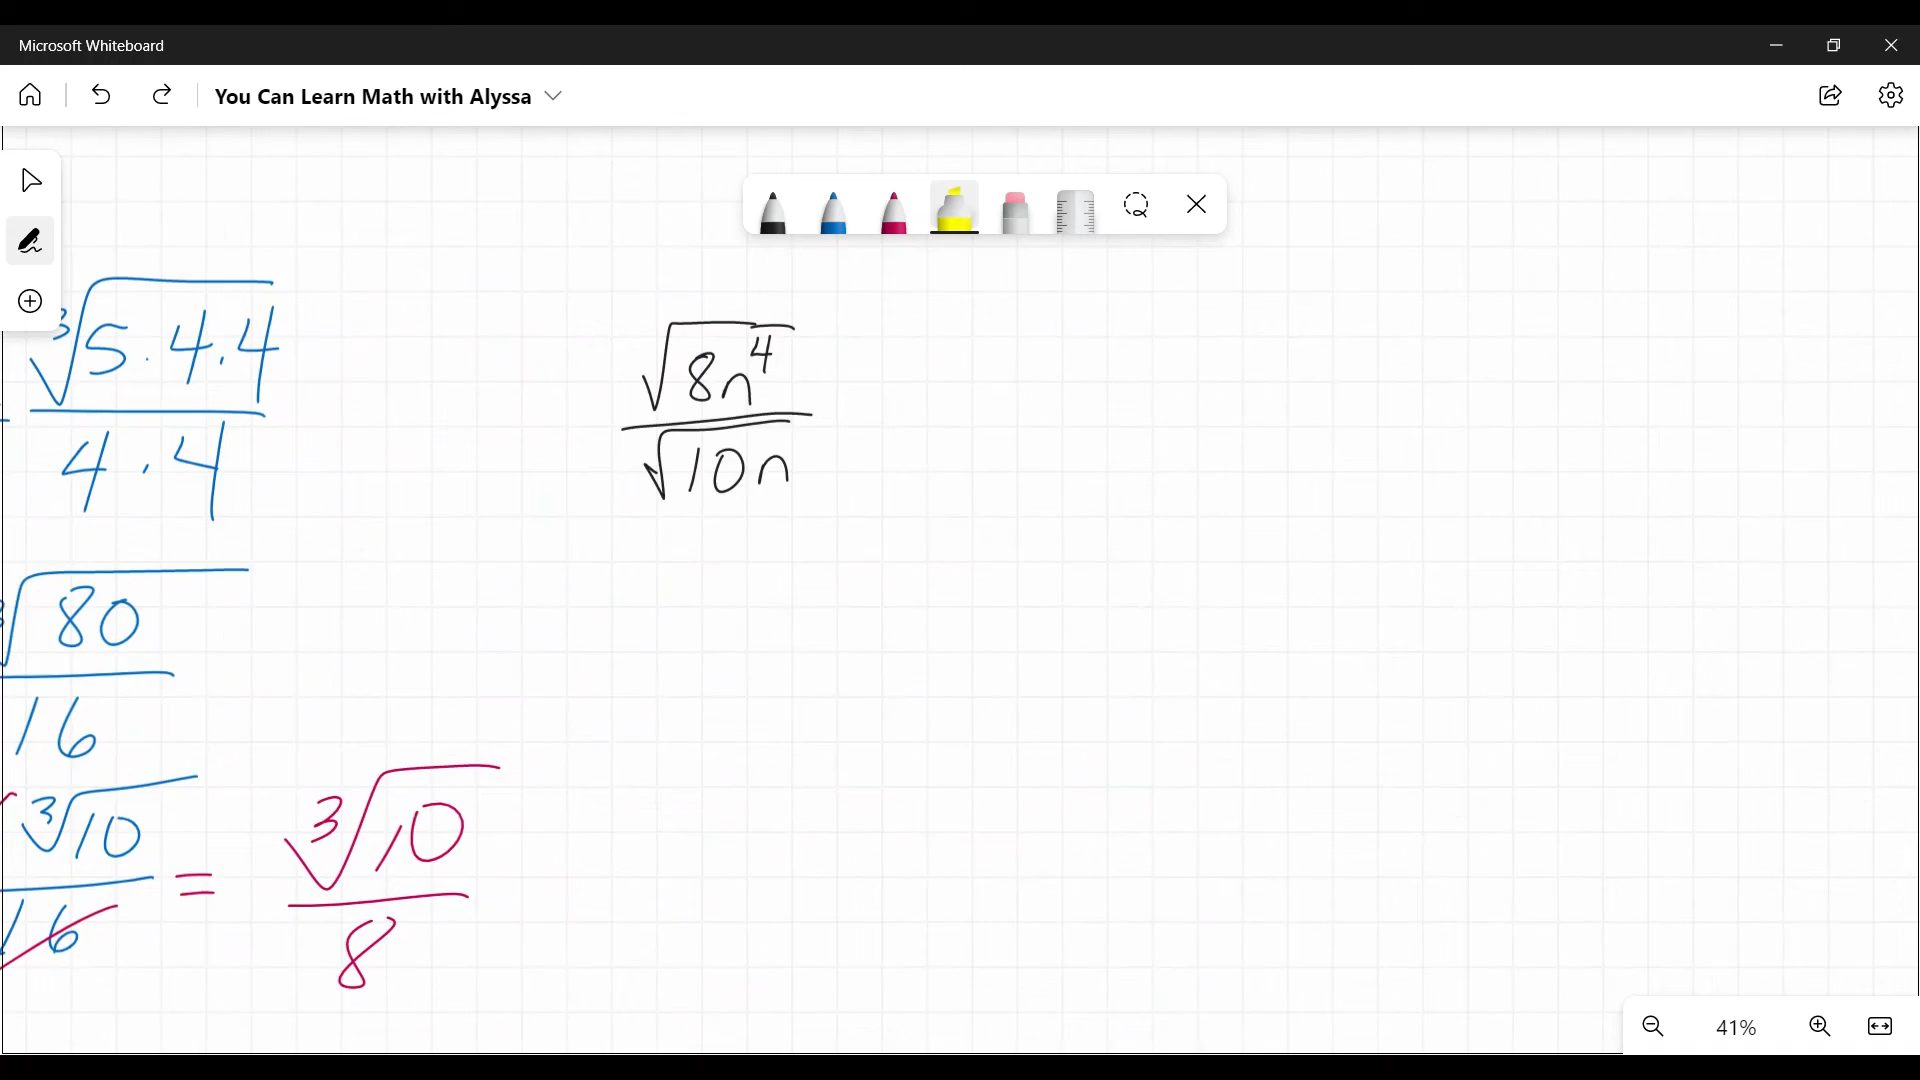 Microsoft Whiteboard
You Can Learn Math with Alyssa
3√5·4·4
4·4
√8n⁴
√10n
3√80
16
3√10
16
=
3√10
8
41%